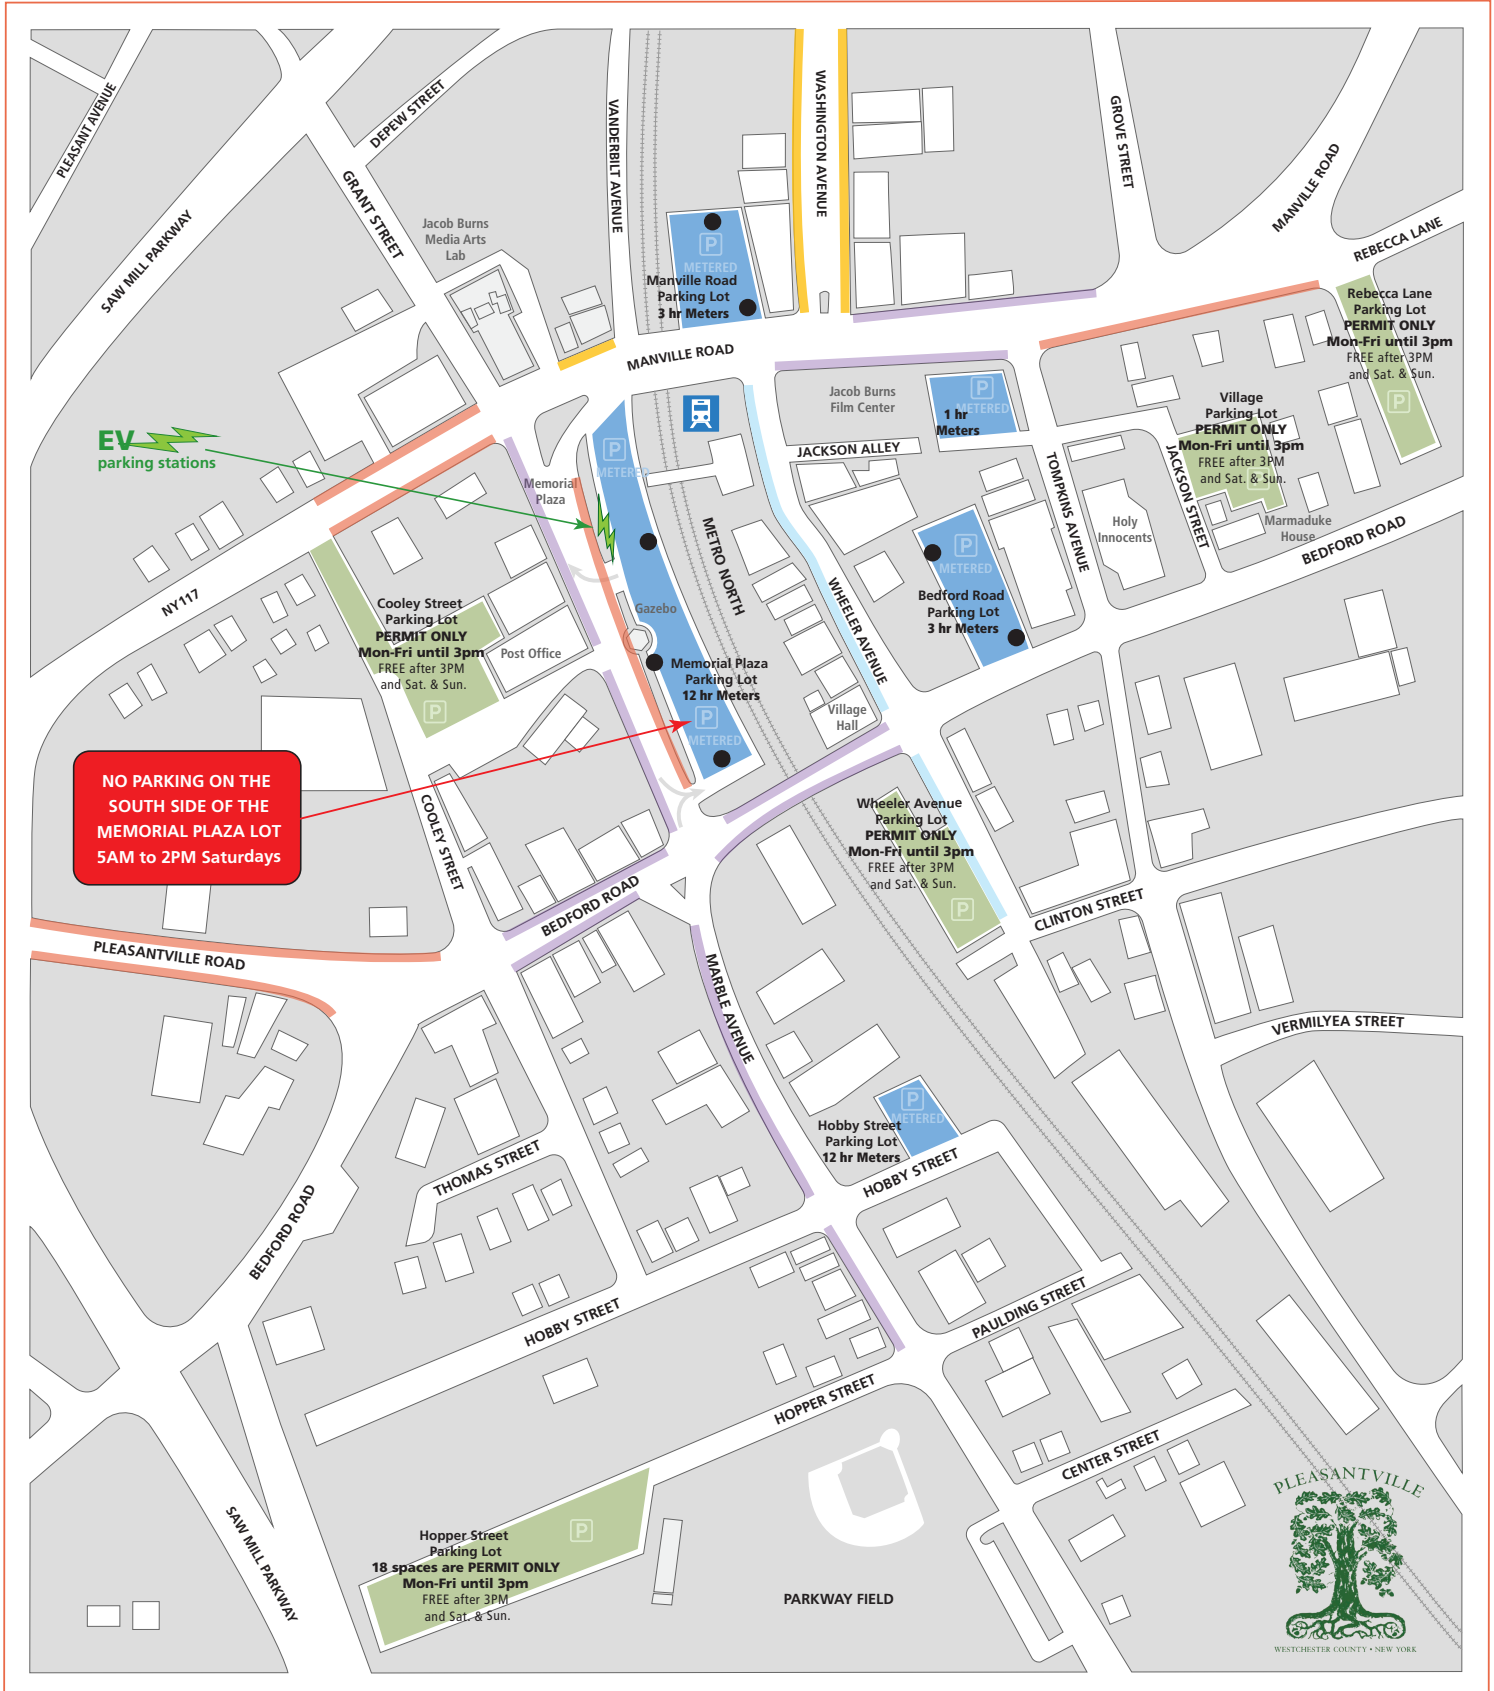 PLEASANT AVENUE
DEPEW STREET
VANDERBILT AVENUE
WASHINGTON AVENUE
GROVE STREET
MANVILLE ROAD
REBECCA LANE
SAW MILL PARKWAY
GRANT STREET
Jacob Burns
Media Arts
Lab
P
METERED
Manville Road
Parking Lot
3 hr Meters
MANVILLE ROAD
Rebecca Lane
Parking Lot
PERMIT ONLY
Mon-Fri until 3pm
FREE after 3PM
and Sat. & Sun.
P
Jacob Burns
Film Center
P
METERED
1 hr
Meters
Village
Parking Lot
PERMIT ONLY
Mon-Fri until 3pm
FREE after 3PM
and Sat. & Sun.
P
EV
parking stations
P
METERED
Memorial
Plaza
JACKSON ALLEY
TOMPKINS AVENUE
JACKSON STREET
Holy
Innocents
Marmaduke
House
BEDFORD ROAD
METRO NORTH
P
METERED
Bedford Road
Parking Lot
3 hr Meters
NY117
Cooley Street
Parking Lot
PERMIT ONLY
Mon-Fri until 3pm
FREE after 3PM
and Sat. & Sun.
P
Post Office
Gazebo
Memorial Plaza
Parking Lot
12 hr Meters
P
METERED
WHEELER AVENUE
Village
Hall
NO PARKING ON THE
SOUTH SIDE OF THE
MEMORIAL PLAZA LOT
5AM to 2PM Saturdays
COOLEY STREET
Wheeler Avenue
Parking Lot
PERMIT ONLY
Mon-Fri until 3pm
FREE after 3PM
and Sat. & Sun.
P
BEDFORD ROAD
CLINTON STREET
PLEASANTVILLE ROAD
MARBLE AVENUE
VERMILYEA STREET
P
METERED
Hobby Street
Parking Lot
12 hr Meters
HOBBY STREET
THOMAS STREET
BEDFORD ROAD
HOBBY STREET
PAULDING STREET
HOPPER STREET
CENTER STREET
SAW MILL PARKWAY
P
Hopper Street
Parking Lot
18 spaces are PERMIT ONLY
Mon-Fri until 3pm
FREE after 3PM
and Sat. & Sun.
PARKWAY FIELD
PLEASANTVILLE
WESTCHESTER COUNTY • NEW YORK